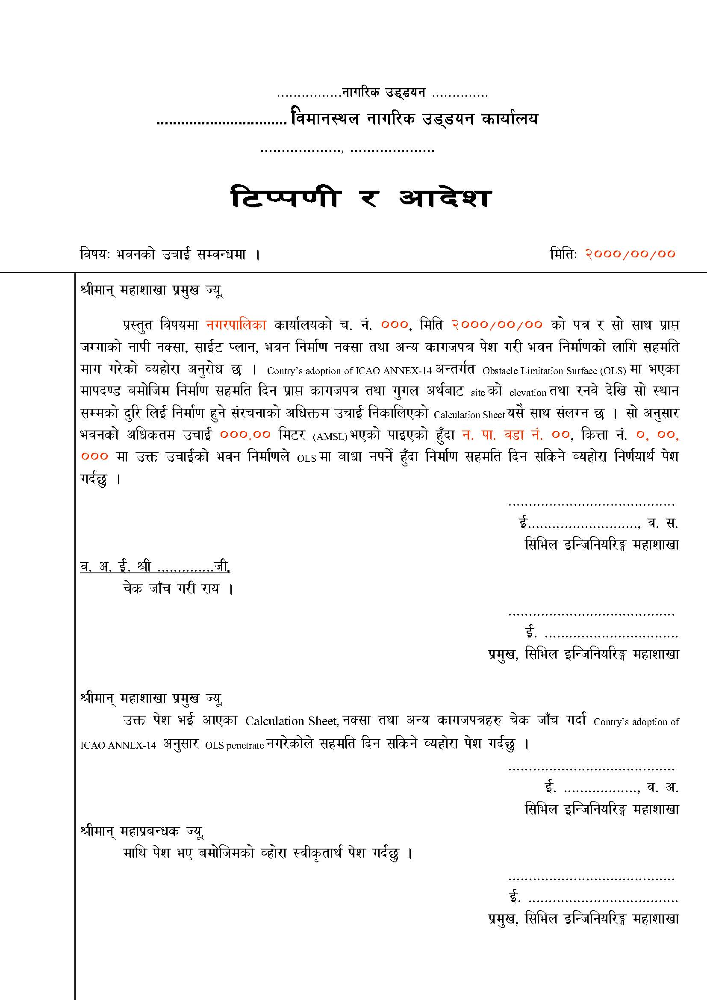 ................नागरिक उड्डयन ..............
................................ विमानस्थल नागरिक उड्डयन कार्यालय
...................., ....................
टिप्पणी र आदेश
विषयः भवनको उचाई सम्वन्धमा । मितिः २०००/००/००
श्रीमान् महाशाखा प्रमुख ज्यू,
प्रस्तुत विषयमा नगरपालिका कार्यालयको च. नं. ०००, मिति २०००/००/०० को पत्र र सो साथ प्राप्त
जग्गाको नापी नक्सा, साईट प्लान, भवन निर्माण नक्सा तथा अन्य कागजपत्र पेश गरी भवन निर्माणको लागि सहमति
माग गरेको व्यहोरा अनुरोध छ । Contry's adoption of ICAO ANNEX-14 अन्तर्गत Obstacle Limitation Surface (OLS) मा भएका
मापदण्ड बमोजिम निर्माण सहमति दिन प्राप्त कागजपत्र तथा गुगल अर्थबाट site को elevation तथा रनवे देखि सो स्थान
सम्मको दुरि लिई निर्माण हुने संरचनाको अधिक्तम उचाई निकालिएको Calculation Sheet यसै साथ संलग्न छ । सो अनुसार
भवनको अधिकतम उचाई ०००.०० मिटर (AMSL) भएको पाइएको हुँदा न. पा. वडा नं. ००, कित्ता नं. ०, ००,
००० मा उक्त उचाईको भवन निर्माणले OLS मा बाधा नपर्ने हुँदा निर्माण सहमति दिन सकिने व्यहोरा निर्णयार्थ पेश
गर्दछु ।
.........................................
ई..........................., व. स.
सिभिल इन्जिनियरिङ्ग महाशाखा
व. अ. ई. श्री ..............जी,
चेक जाँच गरी राय ।
.........................................
ई. .................................
प्रमुख, सिभिल इन्जिनियरिङ्ग महाशाखा
श्रीमान् महाशाखा प्रमुख ज्यू,
उक्त पेश भई आएका Calculation Sheet, नक्सा तथा अन्य कागजपत्रहरु चेक जाँच गर्दा Contry's adoption of
ICAO ANNEX-14 अनुसार OLS penetrate नगरेकोले सहमति दिन सकिने व्यहोरा पेश गर्दछु ।
.........................................
ई. .................., व. अ.
सिभिल इन्जिनियरिङ्ग महाशाखा
श्रीमान् महाप्रबन्धक ज्यू,
माथि पेश भए बमोजिमको व्होरा स्वीकृतार्थ पेश गर्दछु ।
.........................................
ई. .....................................
प्रमुख, सिभिल इन्जिनियरिङ्ग महाशाखा